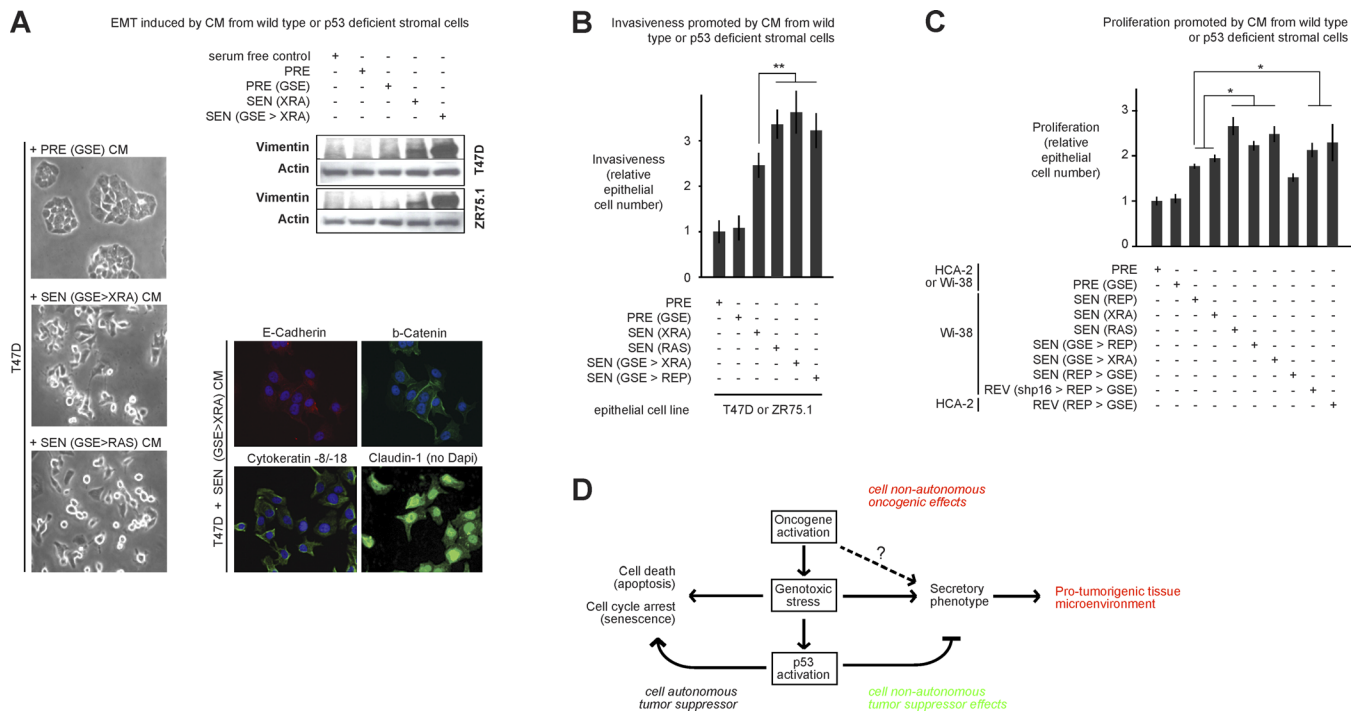 A
EMT induced by CM from wild type or p53 deficient stromal cells
serum free control + - - - -
PRE - + - - -
PRE (GSE) - - + - -
SEN (XRA) - - - + -
SEN (GSE > XRA) - - - - +
Vimentin
Actin
T47D
Vimentin
Actin
ZR75.1
T47D
+ PRE (GSE) CM
+ SEN (GSE>XRA) CM
+ SEN (GSE>RAS) CM
T47D + SEN (GSE>XRA) CM
E-Cadherin
b-Catenin
Cytokeratin -8/-18
Claudin-1 (no Dapi)
B
Invasiveness promoted by CM from wild
type or p53 deficient stromal cells
Invasiveness
(relative
epithelial
cell number)
3
2
1
0
**
PRE + - - - - -
PRE (GSE) - + - - - -
SEN (XRA) - - + - - -
SEN (RAS) - - - + - -
SEN (GSE > XRA) - - - - + -
SEN (GSE > REP) - - - - - +
epithelial cell line
T47D or ZR75.1
C
Proliferation promoted by CM from wild type
or p53 deficient stromal cells
Proliferation
(relative
epithelial
cell number)
3
2
1
*
*
HCA-2
or Wi-38
Wi-38
HCA-2
PRE + - - - - - - - - -
PRE (GSE) - + - - - - - - - -
SEN (REP) - - + - - - - - - -
SEN (XRA) - - - + - - - - - -
SEN (RAS) - - - - + - - - - -
SEN (GSE > REP) - - - - - + - - - -
SEN (GSE > XRA) - - - - - - + - - -
SEN (REP > GSE) - - - - - - - + - -
REV (shp16 > REP > GSE) - - - - - - - - + -
REV (REP > GSE) - - - - - - - - - +
D
cell non-autonomous
oncogenic effects
Oncogene
activation
?
Cell death
(apoptosis)
Cell cycle arrest
(senescence)
Genotoxic
stress
Secretory
phenotype
Pro-tumorigenic tissue
microenvironment
p53
activation
cell autonomous
tumor suppressor
cell non-autonomous
tumor suppressor effects